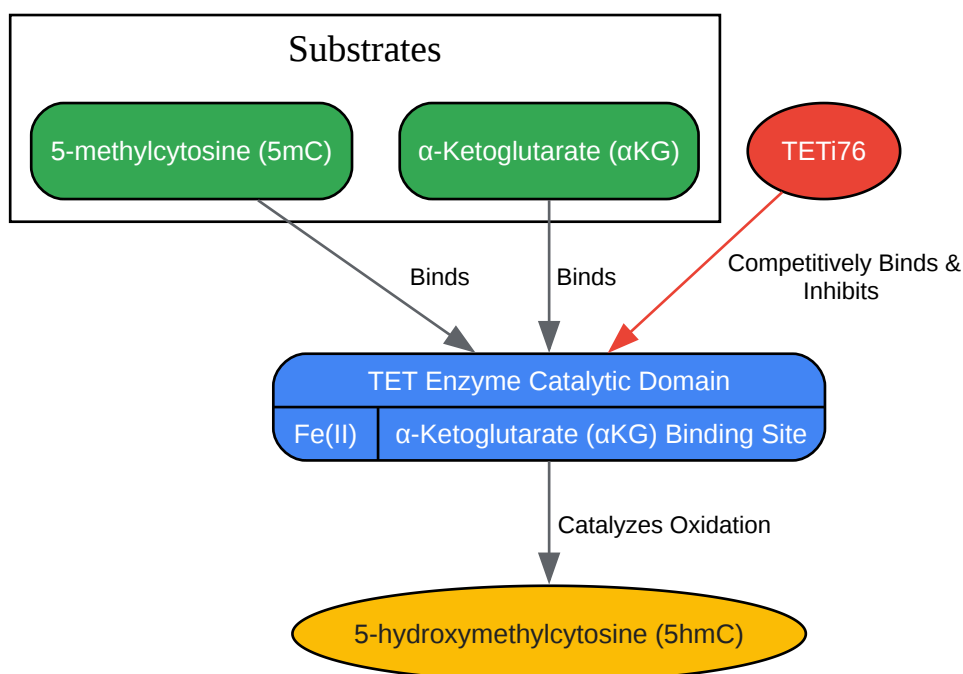 Substrates
5-methylcytosine (5mC)
α-Ketoglutarate (αKG)
TETi76
Binds
Binds
Competitively Binds &
Inhibits
TET Enzyme Catalytic Domain
Fe(II)
α-Ketoglutarate (αKG) Binding Site
Catalyzes Oxidation
5-hydroxymethylcytosine (5hmC)